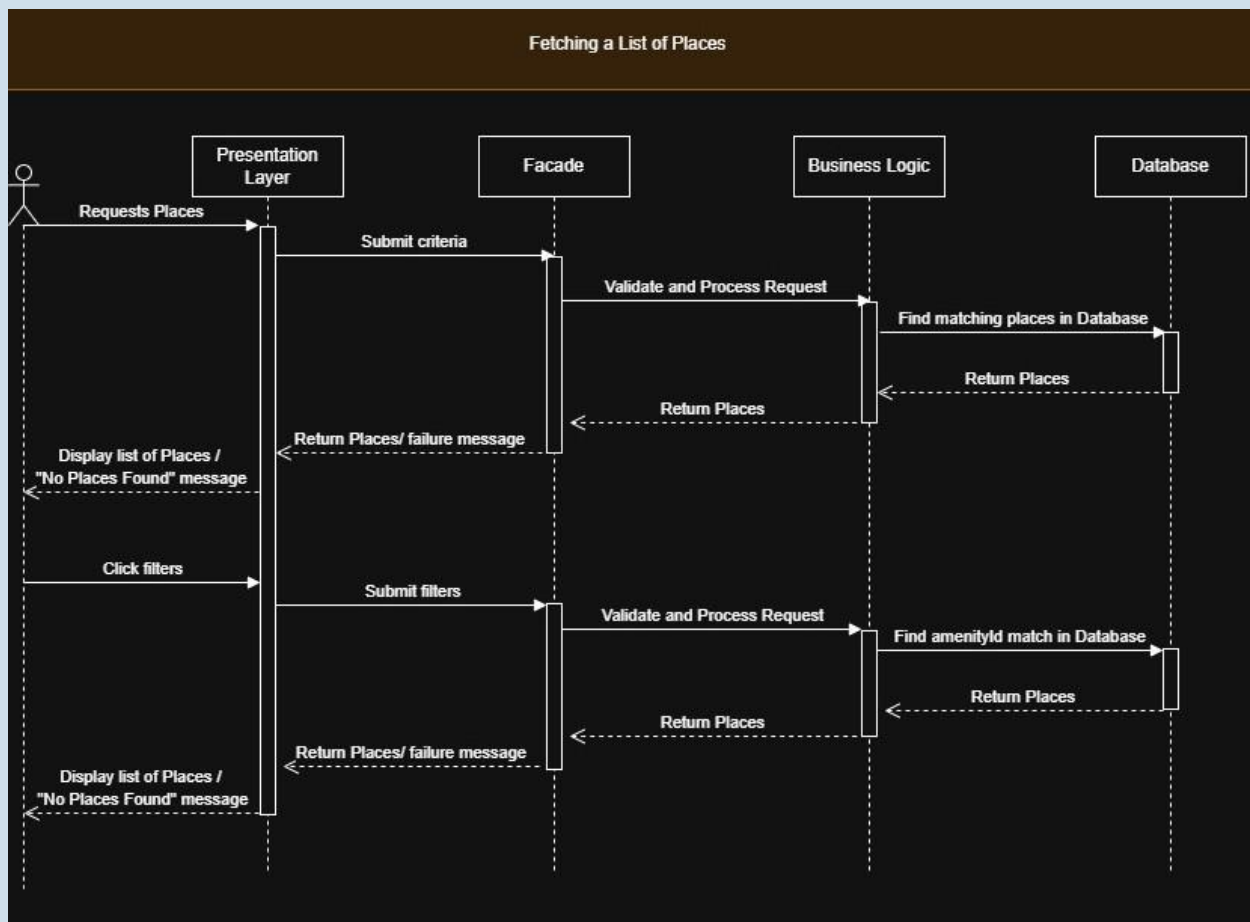 Fetching a List of Places
Presentation
Layer
Facade
Business Logic
Database
Requests Places
Submit criteria
Validate and Process Request
Find matching places in Database
Return Places
Return Places
Return Places/ failure message
Display list of Places /
"No Places Found" message
Click filters
Submit filters
Validate and Process Request
Find amenityId match in Database
Return Places
Return Places
Return Places/ failure message
Display list of Places /
"No Places Found" message